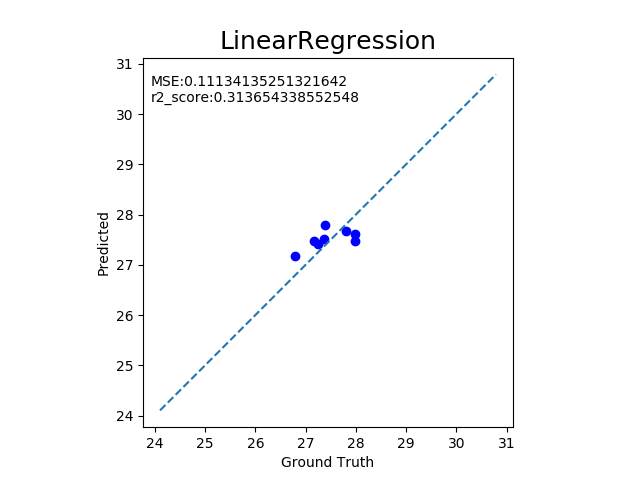 LinearRegression
MSE:0.11134135251321642
r2_score:0.313654338552548
31
30
29
28
27
26
25
24
Predicted
24 25 26 27 28 29 30 31
Ground Truth